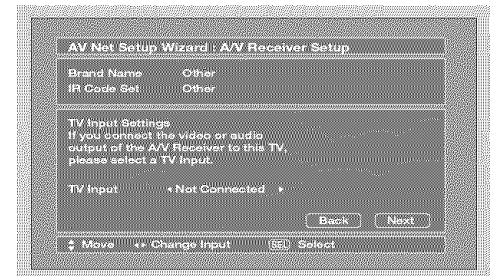 AV Net Setup Wizard : A/V Receiver Setup
Brand Name Other
IR Code Set Other
TV Input Settings
If you connect the video or audio
output of the A/V Receiver to this TV,
please select a TV Input.
TV Input ◂ Not Connected ▸
Back Next
Move ◂▸ Change Input SEL Select